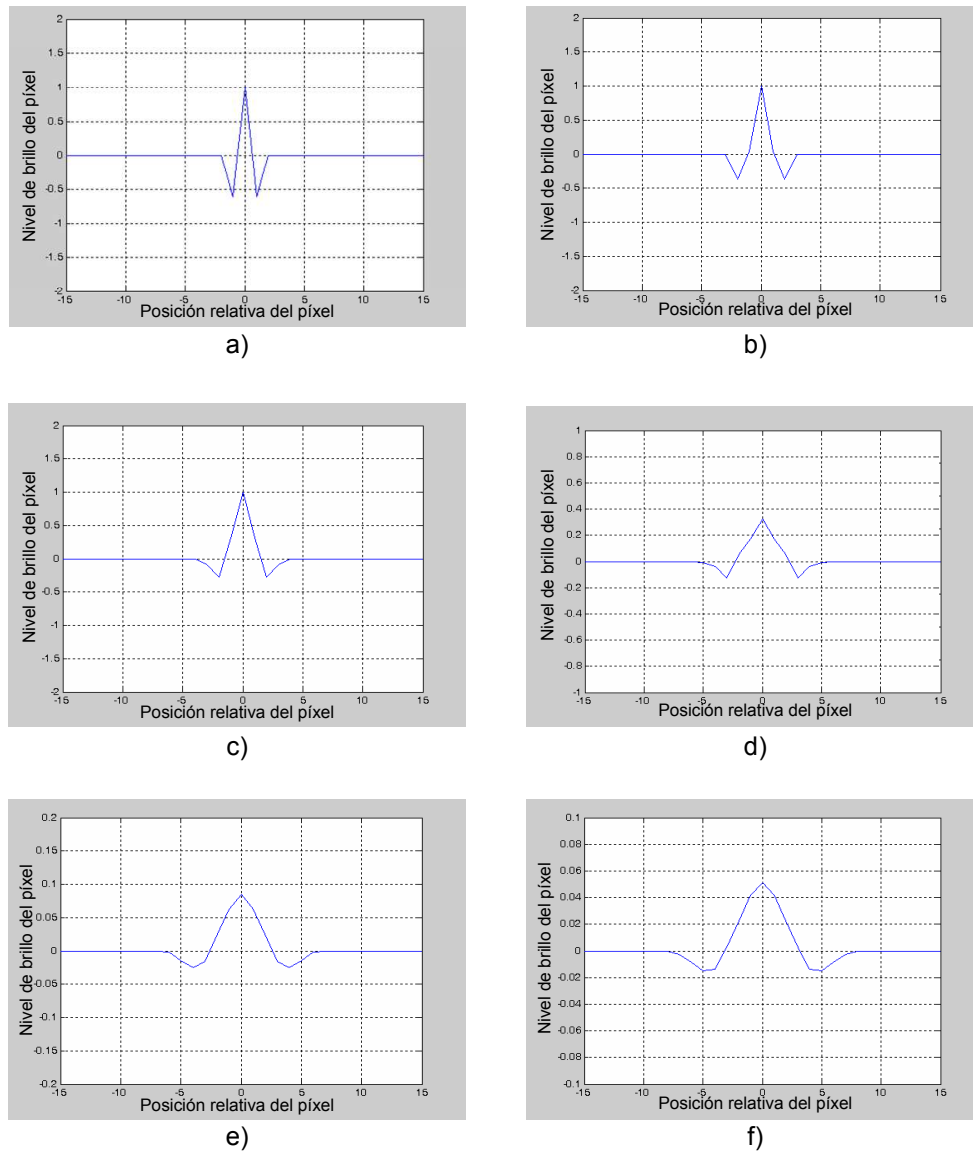 2
1.5
1
0.5
0
-0.5
-1
-1.5
-2
-15 -10 -5 0 5 10 15
Nivel de brillo del píxel
Posición relativa del píxel
a)
2
1.5
1
0.5
0
-0.5
-1
-1.5
-2
-15 -10 -5 0 5 10 15
Nivel de brillo del píxel
Posición relativa del píxel
b)
2
1.5
1
0.5
0
-0.5
-1
-1.5
-2
-15 -10 -5 0 5 10 15
Nivel de brillo del píxel
Posición relativa del píxel
c)
1
0.8
0.6
0.4
0.2
0
-0.2
-0.4
-0.6
-0.8
-1
-15 -10 -5 0 5 10 15
Nivel de brillo del píxel
Posición relativa del píxel
d)
0.2
0.15
0.1
0.05
0
-0.05
-0.1
-0.15
-0.2
-15 -10 -5 0 5 10 15
Nivel de brillo del píxel
Posición relativa del píxel
e)
0.1
0.08
0.06
0.04
0.02
0
-0.02
-0.04
-0.06
-0.08
-0.1
-15 -10 -5 0 5 10 15
Nivel de brillo del píxel
Posición relativa del píxel
f)